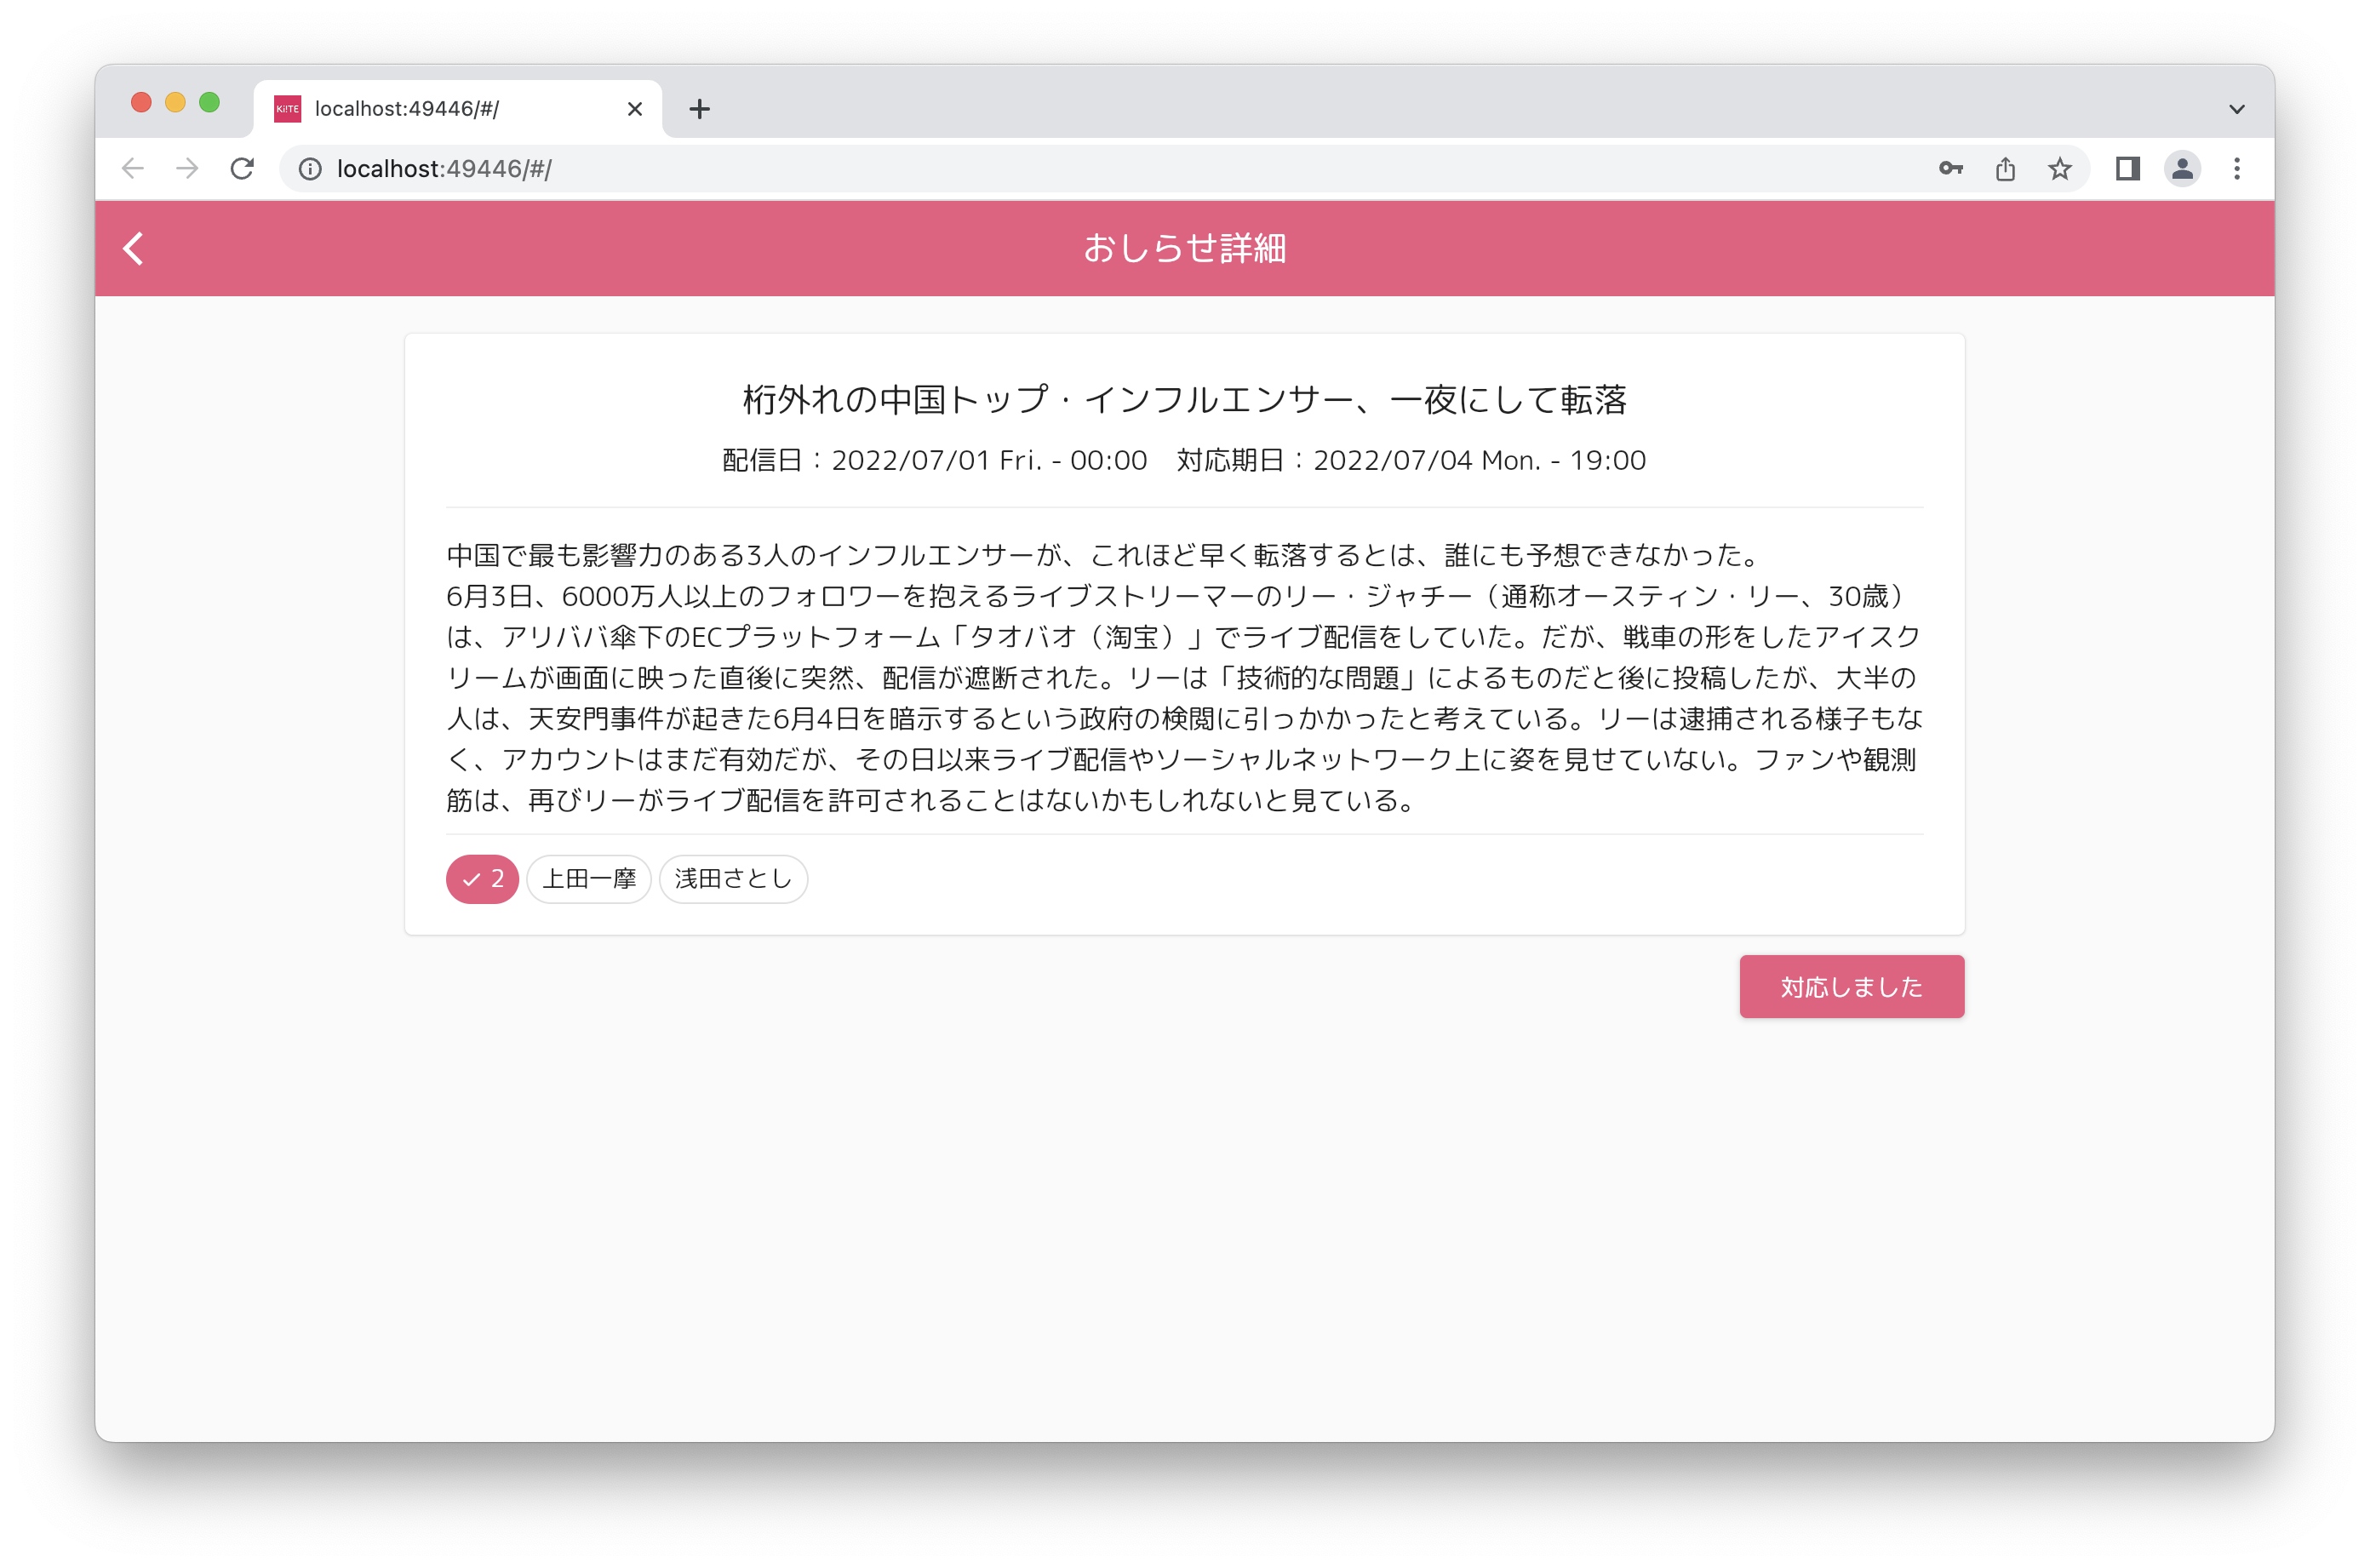 KiITE localhost:49446/#/
localhost:49446/#/
おしらせ詳細
桁外れの中国トップ・インフルエンサー、一夜にして転落
配信日：2022/07/01 Fri. - 00:00　対応期日：2022/07/04 Mon. - 19:00
中国で最も影響力のある3人のインフルエンサーが、これほど早く転落するとは、誰にも予想できなかった。
6月3日、6000万人以上のフォロワーを抱えるライブストリーマーのリー・ジャチー（通称オースティン・リー、30歳）
は、アリババ傘下のECプラットフォーム「タオバオ（淘宝）」でライブ配信をしていた。だが、戦車の形をしたアイスク
リームが画面に映った直後に突然、配信が遮断された。リーは「技術的な問題」によるものだと後に投稿したが、大半の
人は、天安門事件が起きた6月4日を暗示するという政府の検閲に引っかかったと考えている。リーは逮捕される様子もな
く、アカウントはまだ有効だが、その日以来ライブ配信やソーシャルネットワーク上に姿を見せていない。ファンや観測
筋は、再びリーがライブ配信を許可されることはないかもしれないと見ている。
2 上田一摩 浅田さとし
対応しました